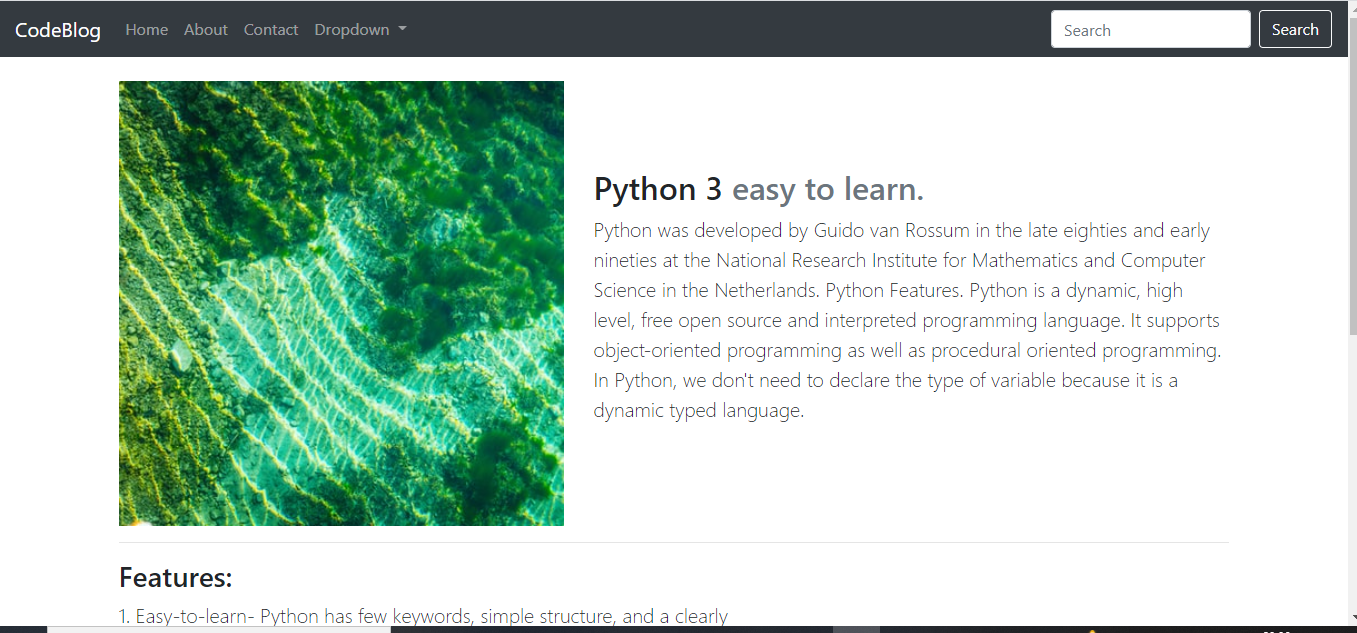 CodeBlog Home About Contact Dropdown Search Search
Python 3 easy to learn.
Python was developed by Guido van Rossum in the late eighties and early
nineties at the National Research Institute for Mathematics and Computer
Science in the Netherlands. Python Features. Python is a dynamic, high
level, free open source and interpreted programming language. It supports
object-oriented programming as well as procedural oriented programming.
In Python, we don't need to declare the type of variable because it is a
dynamic typed language.
Features:
1. Easy-to-learn- Python has few keywords, simple structure, and a clearly